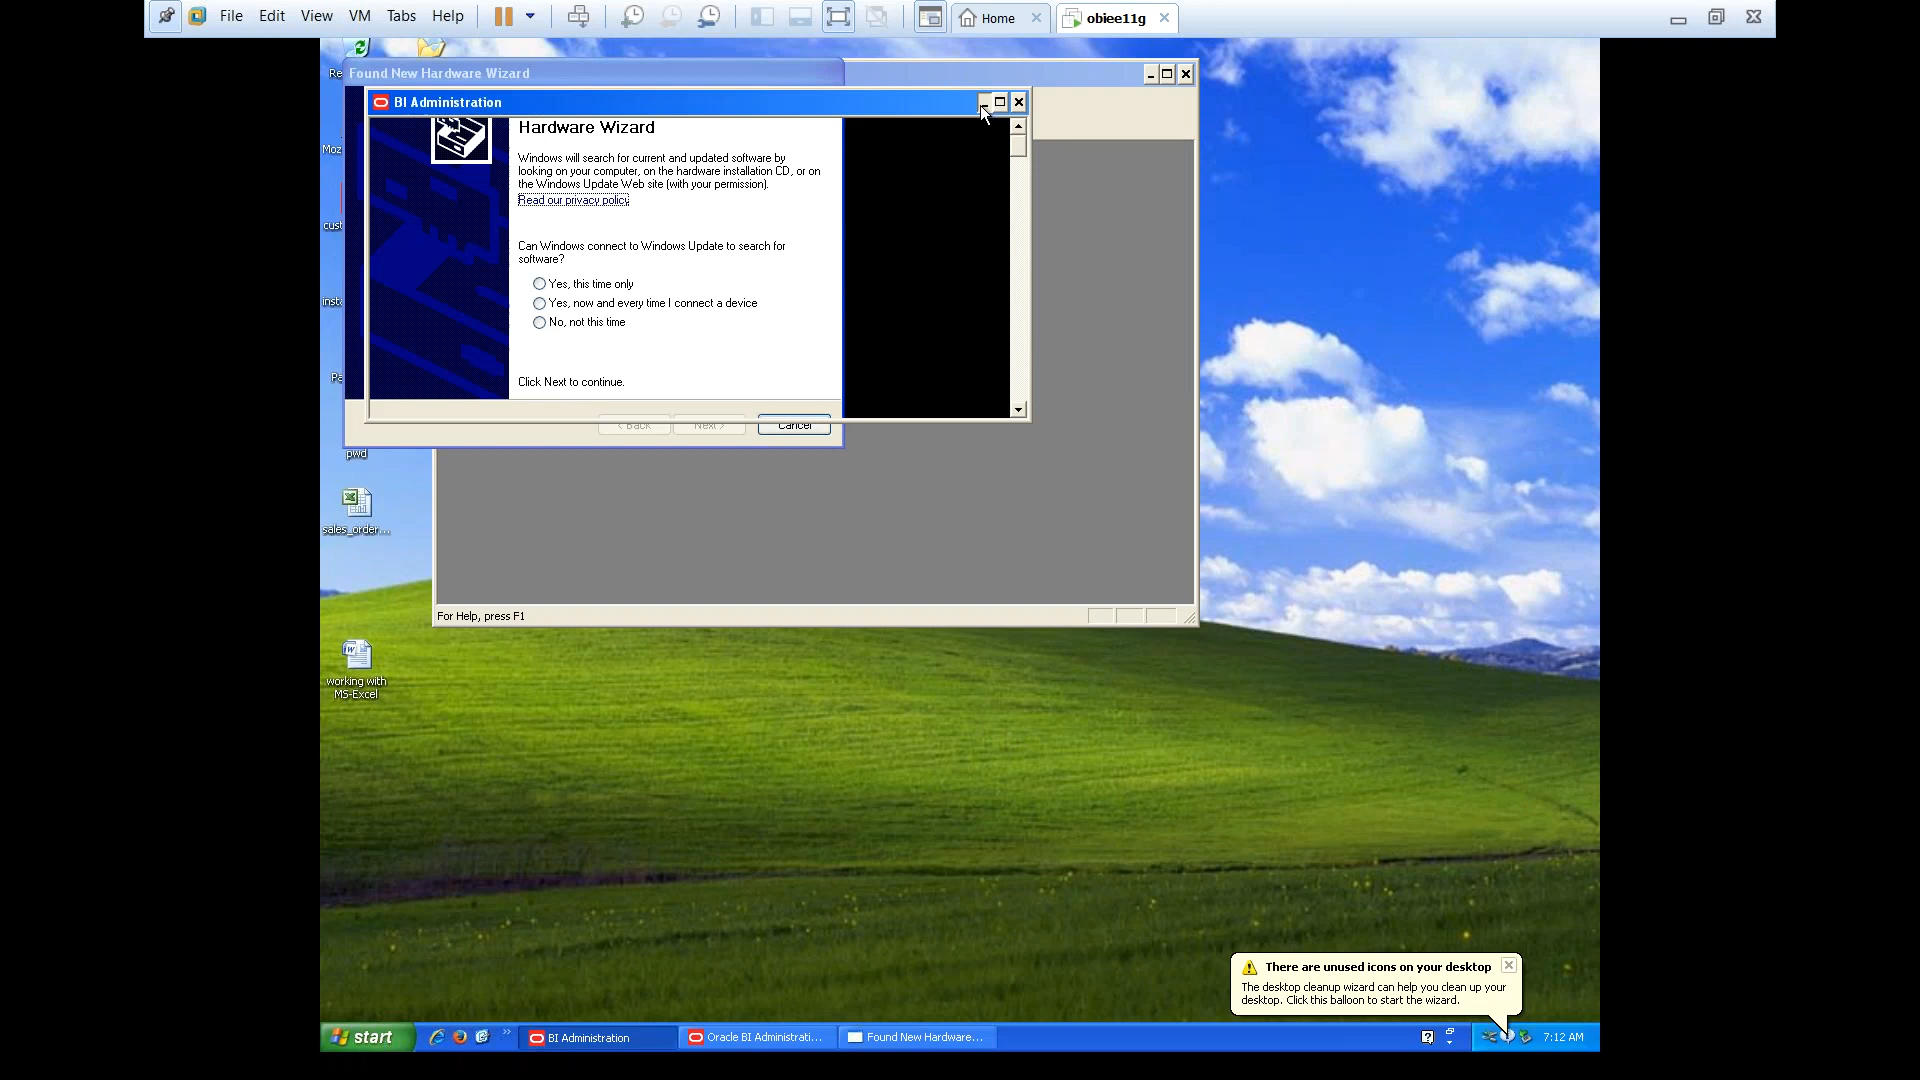 File Edit View VM Tabs Help
Home
obiee11g
Found New Hardware Wizard
BI Administration
Hardware Wizard
Windows will search for current and updated software by
looking on your computer, on the hardware installation CD, or on
the Windows Update Web site (with your permission).
Read our privacy policy
Can Windows connect to Windows Update to search for
software?
Yes, this time only
Yes, now and every time I connect a device
No, not this time
Click Next to continue.
< Back
Next >
Cancel
Re
Moz
cust
insta
Pa
pwd
sales_order...
working with
MS-Excel
For Help, press F1
There are unused icons on your desktop
The desktop cleanup wizard can help you clean up your
desktop. Click this balloon to start the wizard.
start
BI Administration
Oracle BI Administrati...
Found New Hardware...
7:12 AM